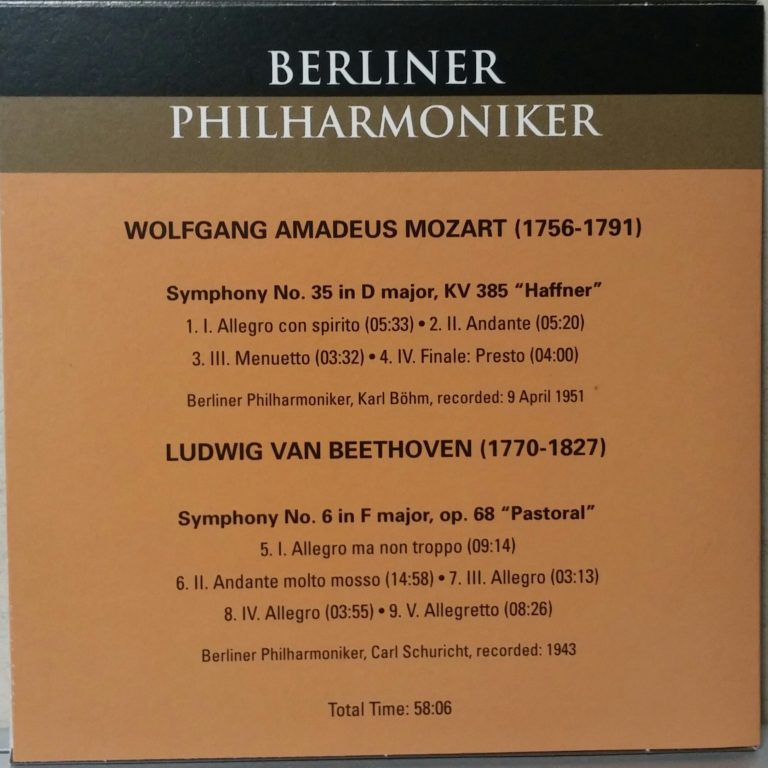 BERLINER
PHILHARMONIKER
WOLFGANG AMADEUS MOZART (1756-1791)
Symphony No. 35 in D major, KV 385 “Haffner”
1. I. Allegro con spirito (05:33) • 2. II. Andante (05:20)
3. III. Menuetto (03:32) • 4. IV. Finale: Presto (04:00)
Berliner Philharmoniker, Karl Böhm, recorded: 9 April 1951
LUDWIG VAN BEETHOVEN (1770-1827)
Symphony No. 6 in F major, op. 68 “Pastoral”
5. I. Allegro ma non troppo (09:14)
6. II. Andante molto mosso (14:58) • 7. III. Allegro (03:13)
8. IV. Allegro (03:55) • 9. V. Allegretto (08:26)
Berliner Philharmoniker, Carl Schuricht, recorded: 1943
Total Time: 58:06